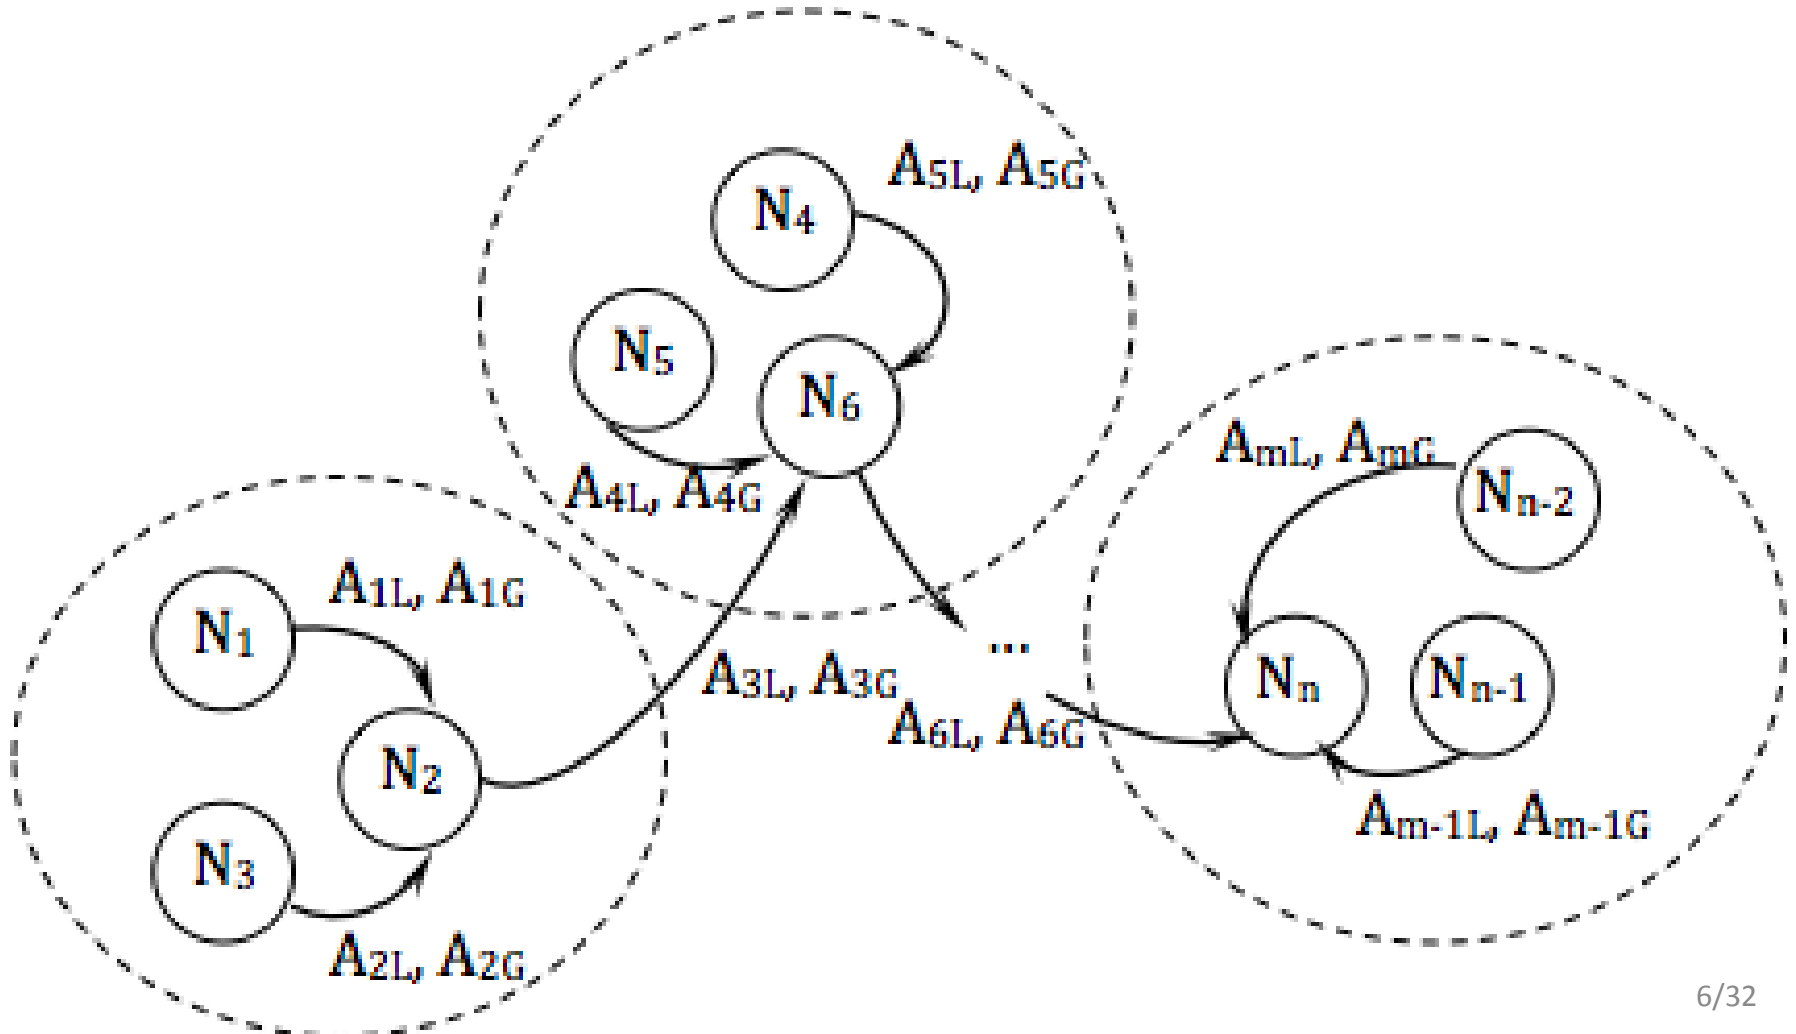 A5L, A5G
N4
N5
N6
AmL, AmG
Nn-2
A4L, A4G
A1L, A1G
N1
...
A3L, A3G
Nn
Nn-1
A6L, A6G
N2
Am-1L, Am-1G
N3
A2L, A2G
6/32